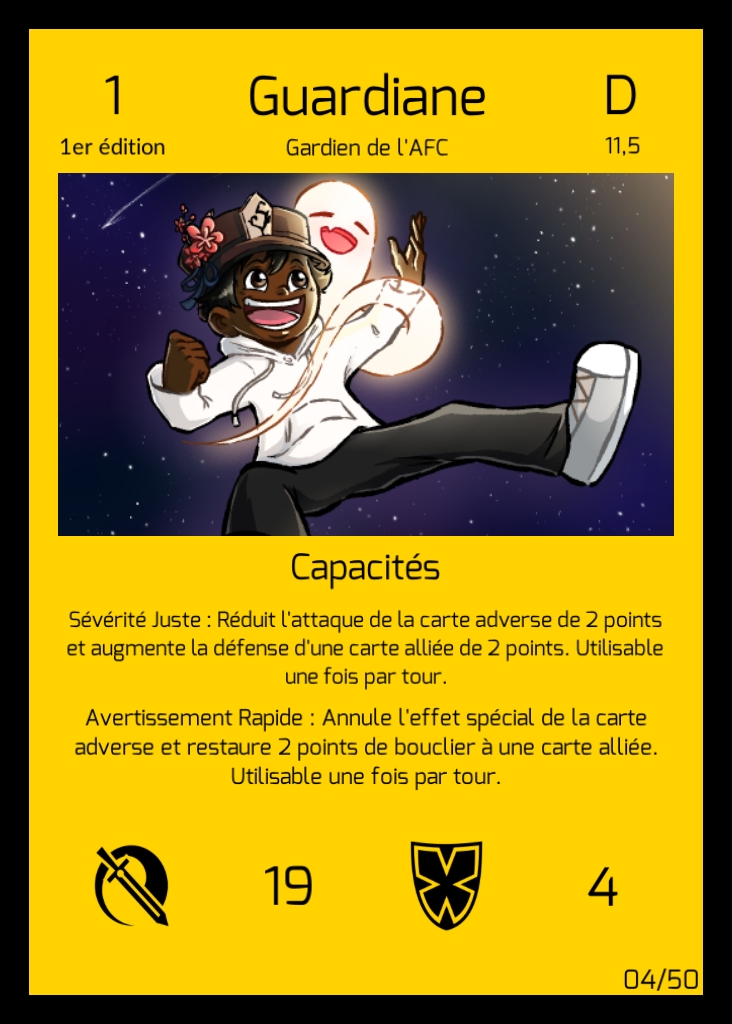 1 Guardiane D
1er édition Gardien de l'AFC 11,5
Capacités
Sévérité Juste : Réduit l'attaque de la carte adverse de 2 points
et augmente la défense d'une carte alliée de 2 points. Utilisable
une fois par tour.
Avertissement Rapide : Annule l'effet spécial de la carte
adverse et restaure 2 points de bouclier à une carte alliée.
Utilisable une fois par tour.
19 4
04/50